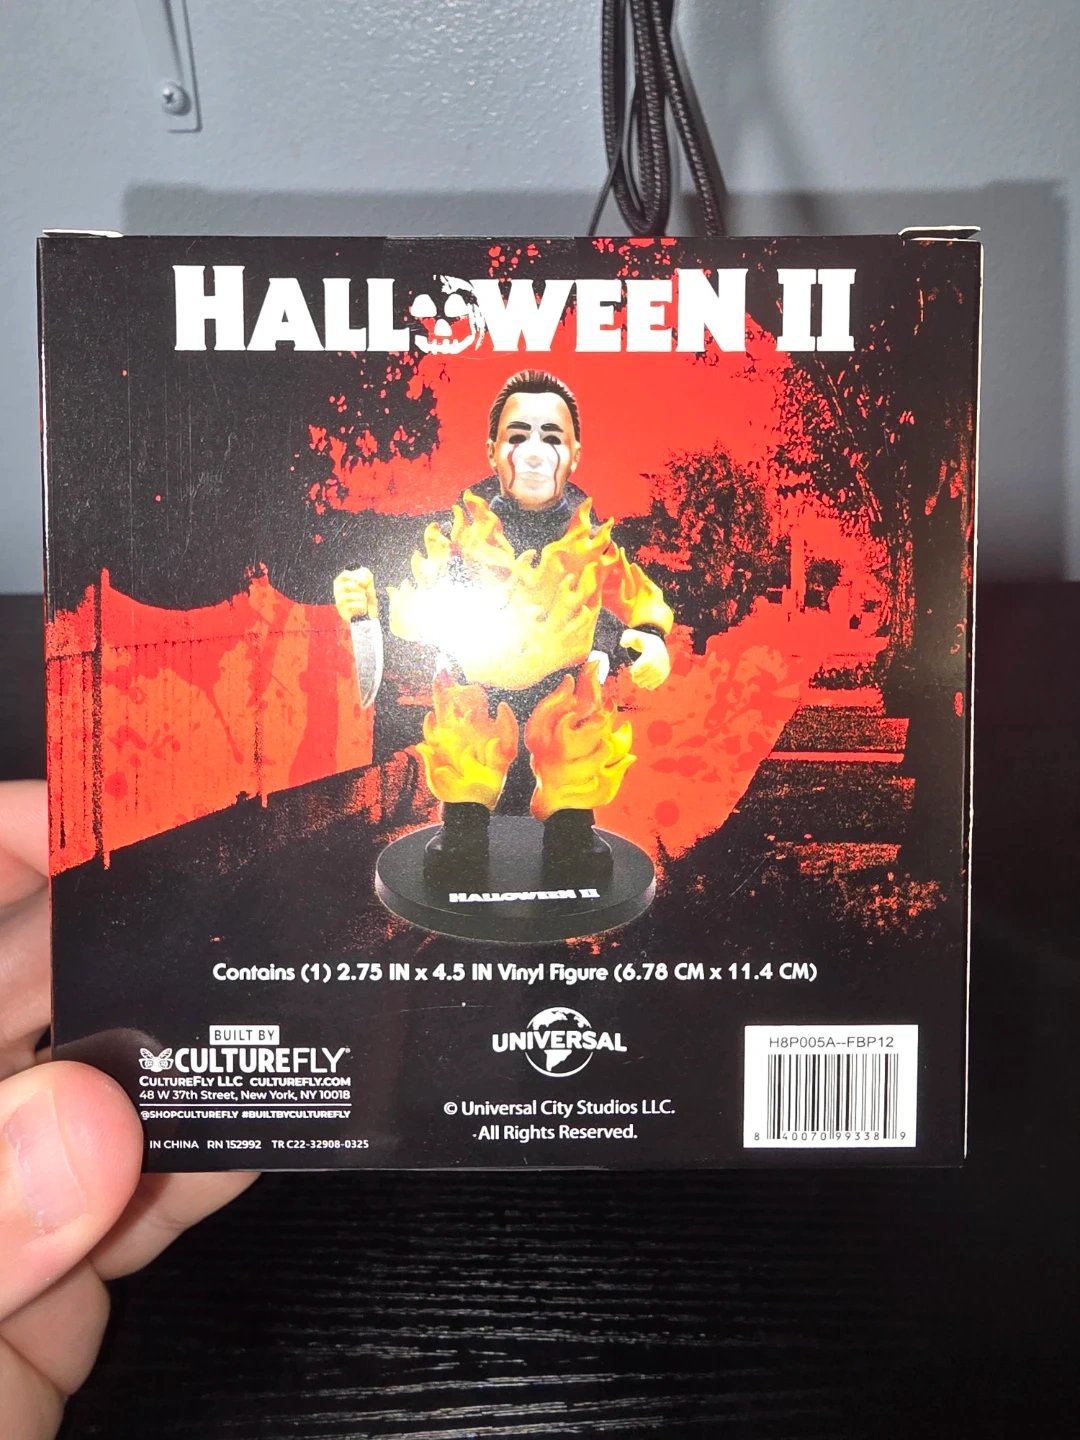 HALLOWEEN II
HALLOWEEN II
Contains (1) 2.75 IN x 4.5 IN Vinyl Figure (6.78 CM x 11.4 CM)
BUILT BY
CULTUREFLY
CULTUREFLY LLC CULTUREFLY.COM
48 W 37th Street, New York, NY 10018
@SHOPCULTUREFLY #BUILTBYCULTUREFLY
IN CHINA RN 152992 TR C22-32908-0325
UNIVERSAL
© Universal City Studios LLC.
All Rights Reserved.
H8P005A--FBP12
8 40070 99338 9